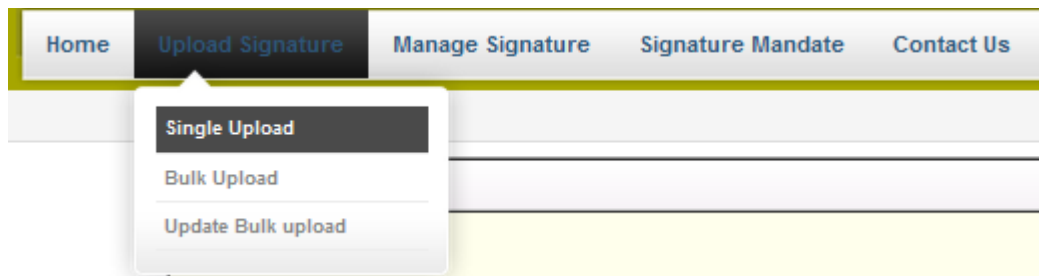 Home Upload Signature Manage Signature Signature Mandate Contact Us
Single Upload
Bulk Upload
Update Bulk upload